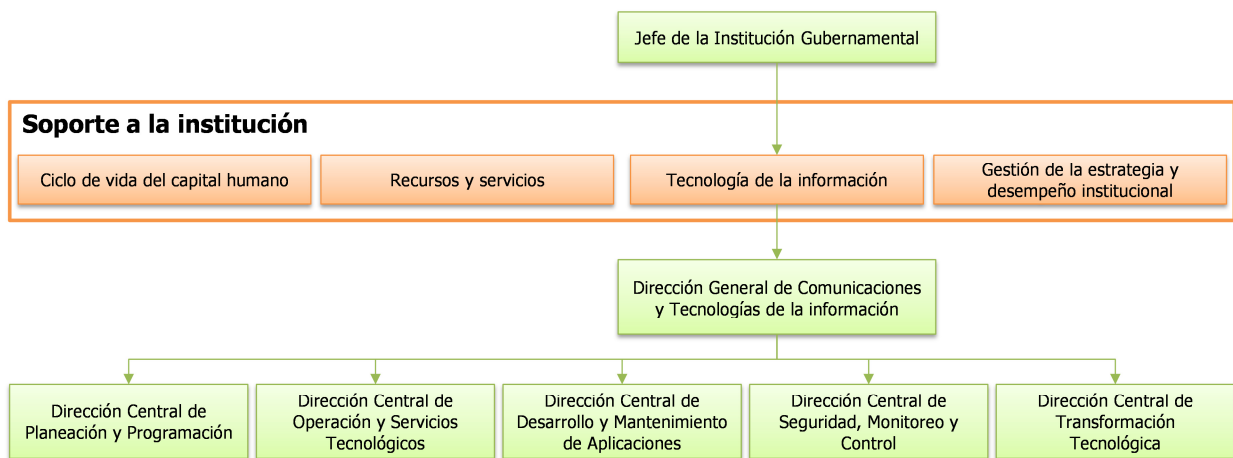 Jefe de la Institución Gubernamental
Soporte a la institución
Ciclo de vida del capital humano
Recursos y servicios
Tecnología de la información
Gestión de la estrategia y
desempeño institucional
Dirección General de Comunicaciones
y Tecnologías de la información
Dirección Central de
Planeación y Programación
Dirección Central de
Operación y Servicios
Tecnológicos
Dirección Central de
Desarrollo y Mantenimiento
de Aplicaciones
Dirección Central de
Seguridad, Monitoreo y
Control
Dirección Central de
Transformación
Tecnológica